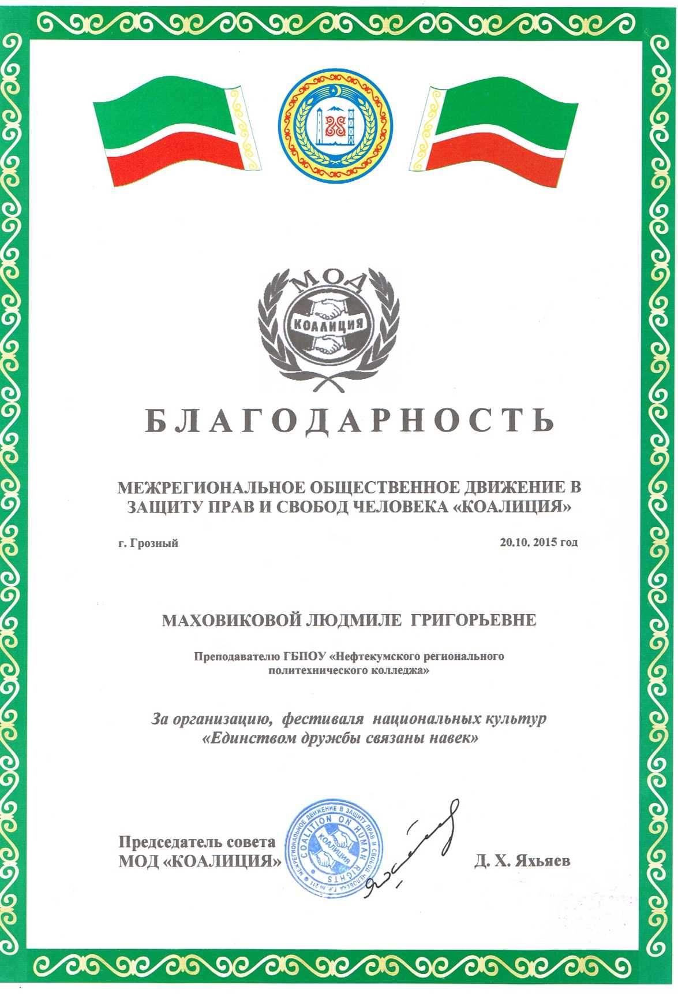 МОД
КОАЛИЦИЯ
БЛАГОДАРНОСТЬ
МЕЖРЕГИОНАЛЬНОЕ ОБЩЕСТВЕННОЕ ДВИЖЕНИЕ В
ЗАЩИТУ ПРАВ И СВОБОД ЧЕЛОВЕКА «КОАЛИЦИЯ»
г. Грозный 20.10. 2015 год
МАХОВИКОВОЙ ЛЮДМИЛЕ ГРИГОРЬЕВНЕ
Преподавателю ГБПОУ «Нефтекумского регионального
политехнического колледжа»
За организацию, фестиваля национальных культур
«Единством дружбы связаны навек»
Председатель совета
МОД «КОАЛИЦИЯ» Д. Х. Яхьяев
МЕЖРЕГИОНАЛЬНОЕ ДВИЖЕНИЕ В ЗАЩИТУ ПРАВ И СВОБОД ЧЕЛОВЕКА Г.Р. № 211
COALITION ON HUMAN RIGHTS
КОАЛИЦИЯ